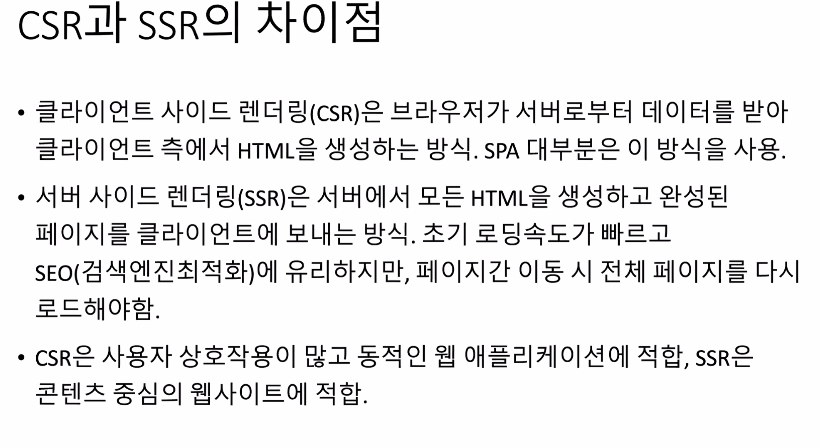 CSR과 SSR의 차이점
• 클라이언트 사이드 렌더링(CSR)은 브라우저가 서버로부터 데이터를 받아
클라이언트 측에서 HTML을 생성하는 방식. SPA 대부분은 이 방식을 사용.
• 서버 사이드 렌더링(SSR)은 서버에서 모든 HTML을 생성하고 완성된
페이지를 클라이언트에 보내는 방식. 초기 로딩속도가 빠르고
SEO(검색엔진최적화)에 유리하지만, 페이지간 이동 시 전체 페이지를 다시
로드해야함.
• CSR은 사용자 상호작용이 많고 동적인 웹 애플리케이션에 적합, SSR은
콘텐츠 중심의 웹사이트에 적합.